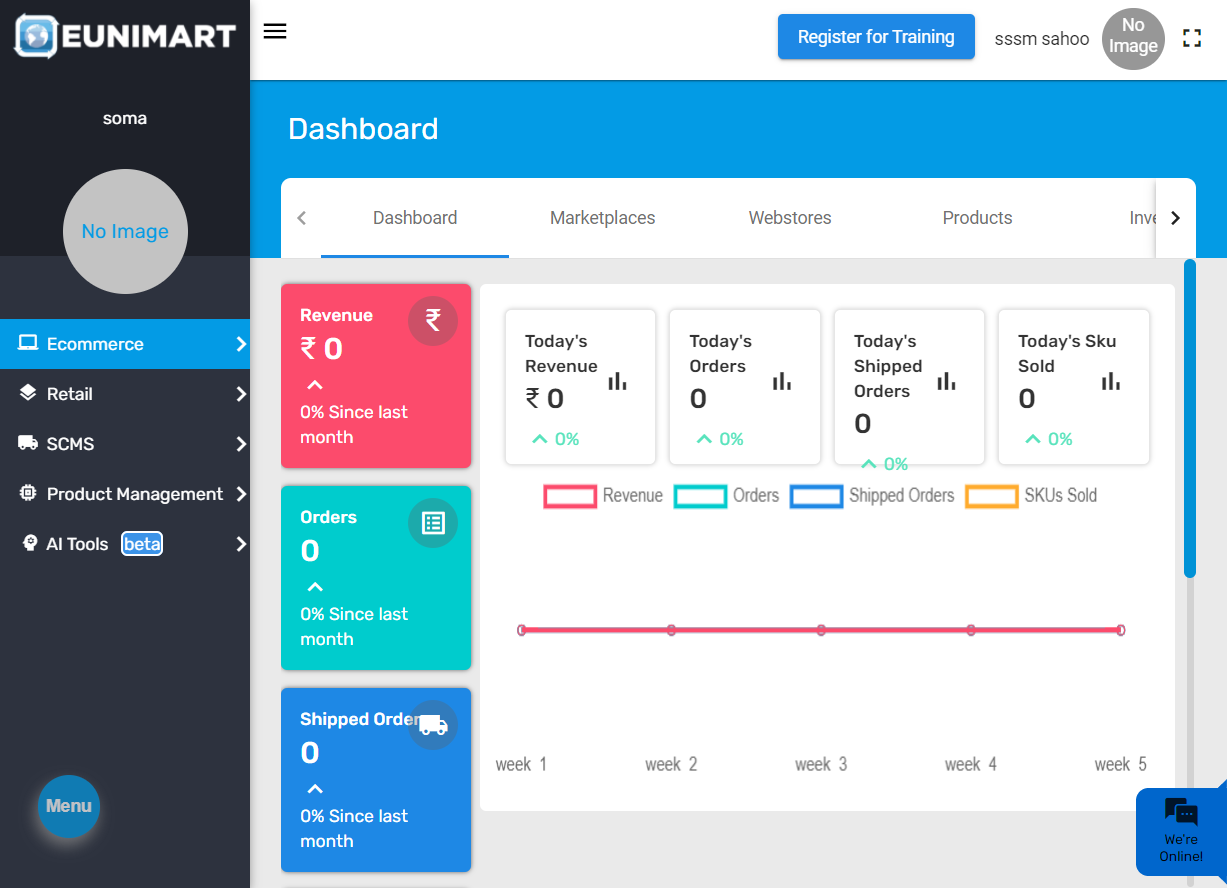 EUNIMART
Register for Training
sssm sahoo
No
Image
soma
No Image
Ecommerce
Retail
SCMS
Product Management
AI Tools beta
Menu
Dashboard
Dashboard Marketplaces Webstores Products Inve
Revenue
₹ 0
0% Since last
month
Orders
0
0% Since last
month
Shipped Order
0
0% Since last
month
Today's
Revenue
₹ 0
0%
Today's
Orders
0
0%
Today's
Shipped
Orders
0
0%
Today's Sku
Sold
0
0%
Revenue Orders Shipped Orders SKUs Sold
week 1 week 2 week 3 week 4 week 5
We're
Online!